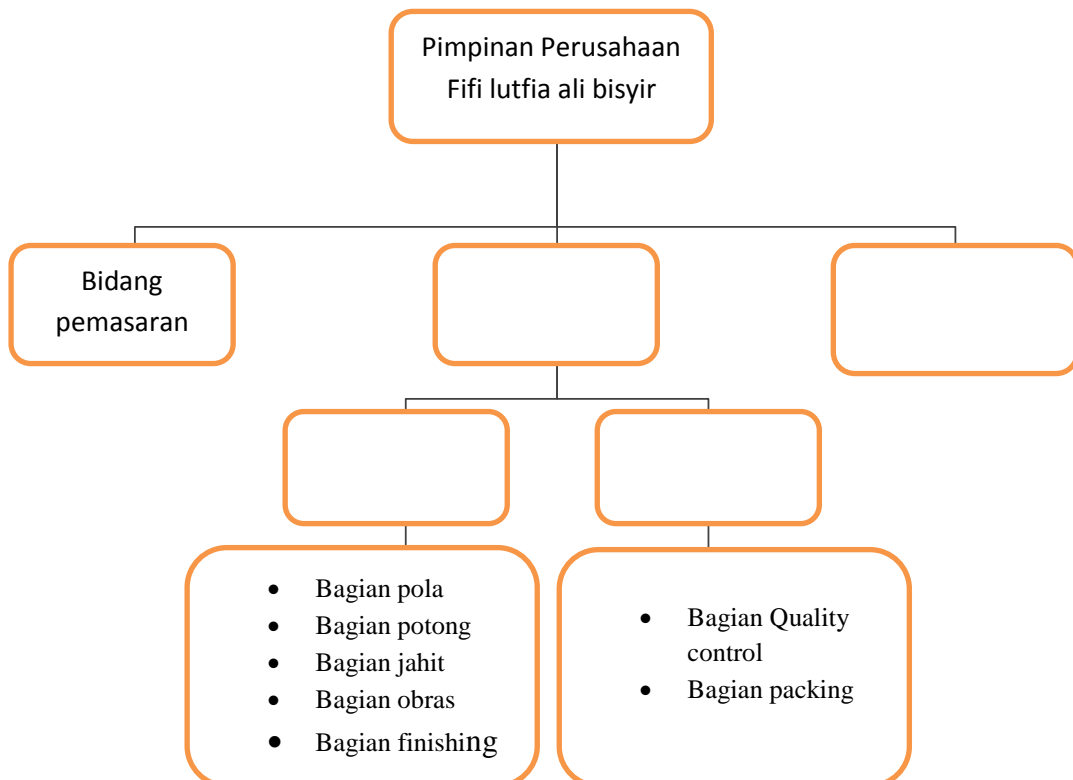 Pimpinan Perusahaan
Fifi lutfia ali bisyir
Bidang
pemasaran
• Bagian pola
• Bagian potong
• Bagian jahit
• Bagian obras
• Bagian finishing
• Bagian Quality
control
• Bagian packing